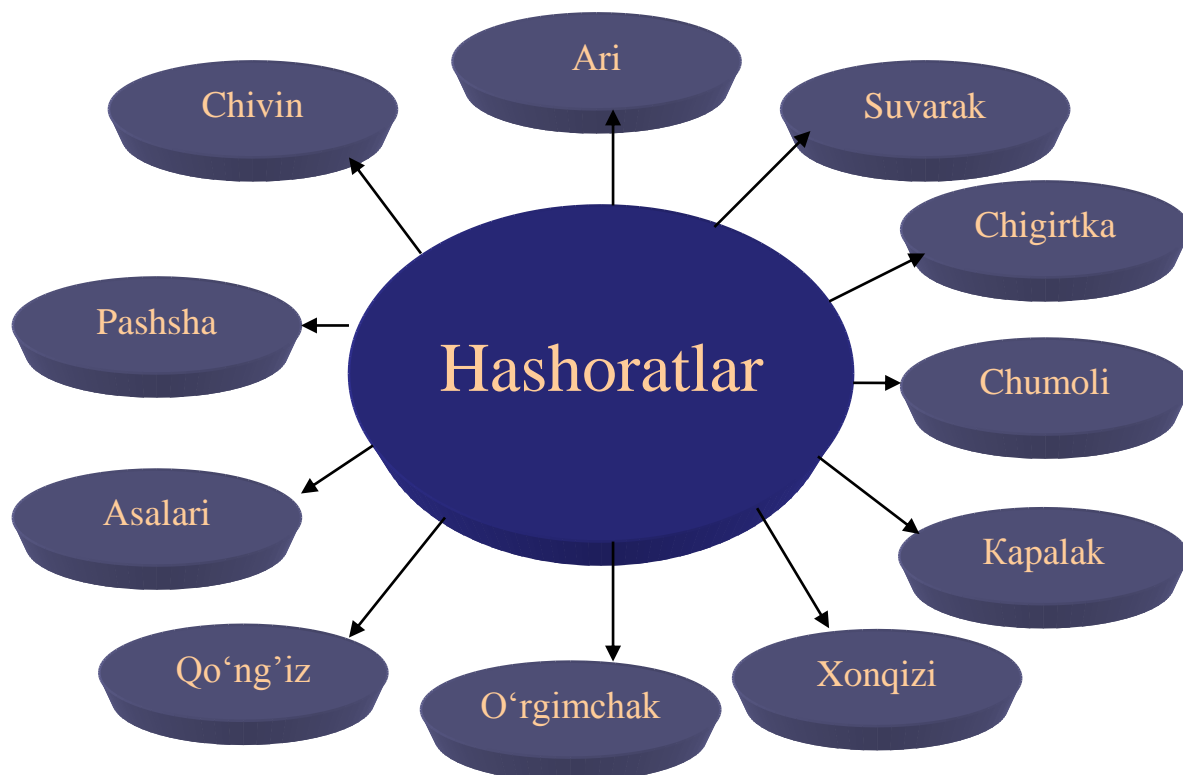 Ari
Chivin
Suvarak
Chigirtka
Pashsha
Hashoratlar
Chumoli
Asalari
Kapalak
Qo‘ng’iz
O‘rgimchak
Xonqizi